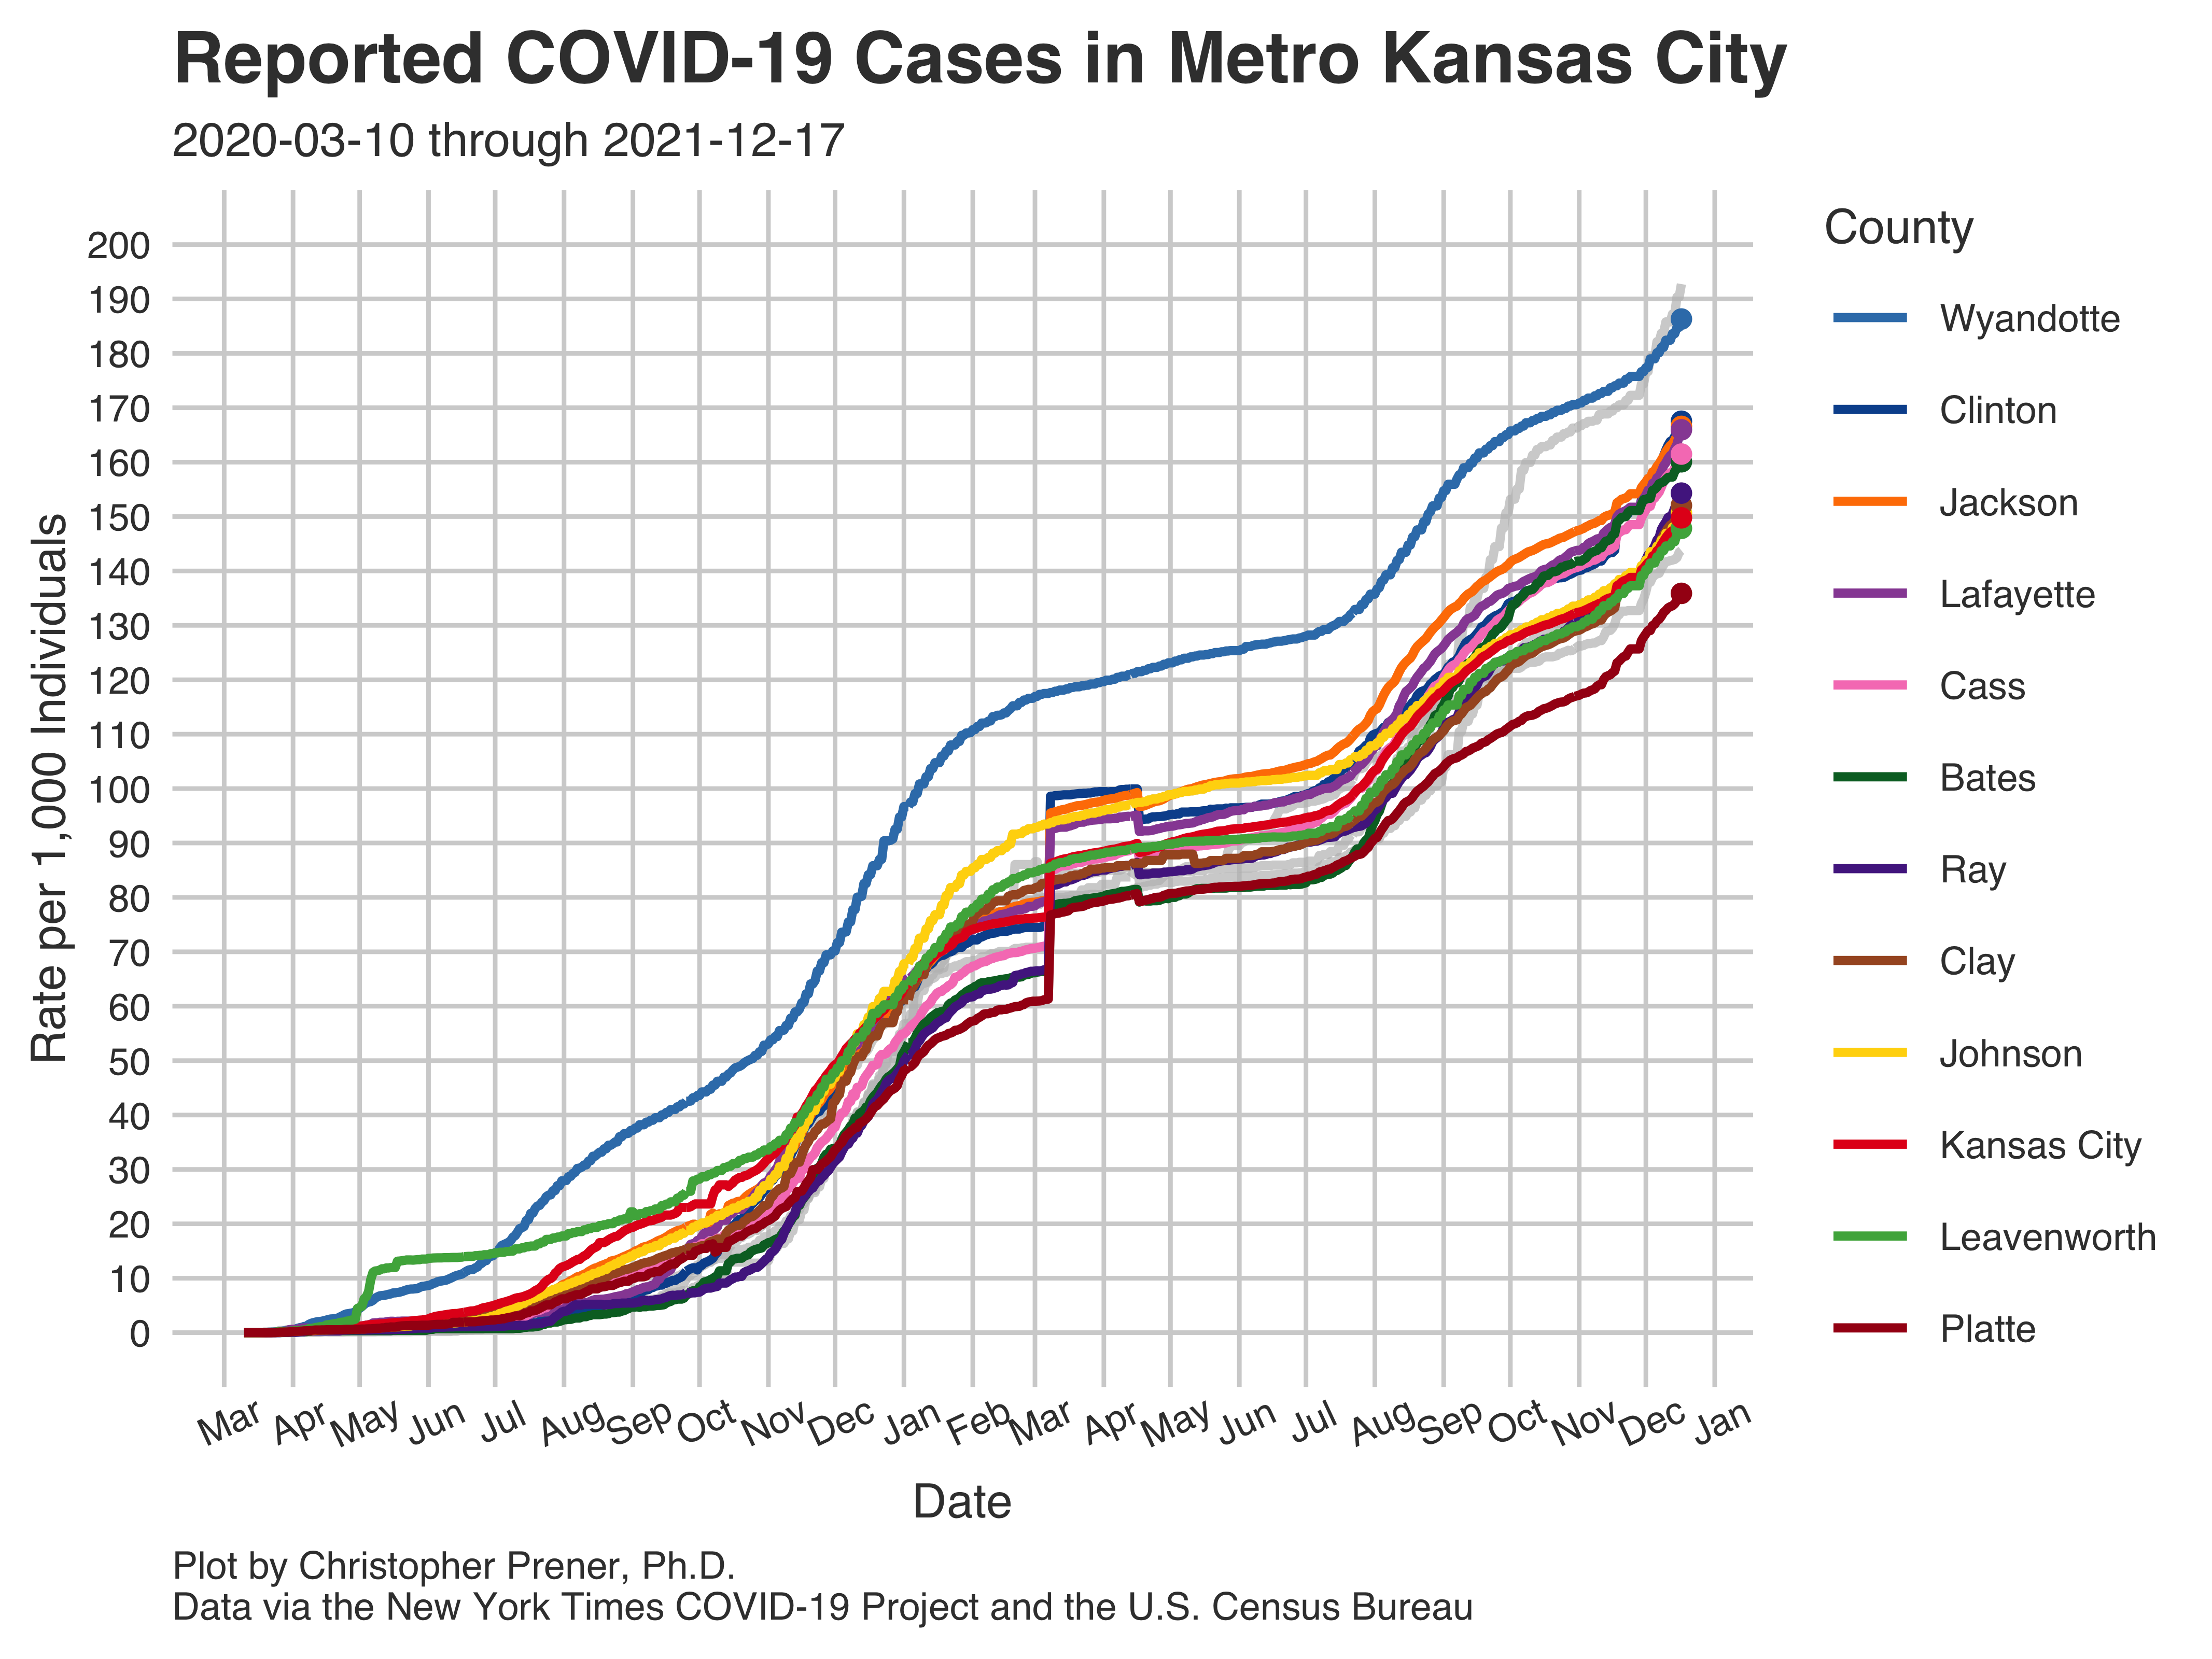 Reported COVID-19 Cases in Metro Kansas City
2020-03-10 through 2021-12-17
Rate per 1,000 Individuals
200
190
180
170
160
150
140
130
120
110
100
90
80
70
60
50
40
30
20
10
0
Mar Apr May Jun Jul Aug Sep Oct Nov Dec Jan Feb Mar Apr May Jun Jul Aug Sep Oct Nov Dec Jan
Date
County
Wyandotte
Clinton
Jackson
Lafayette
Cass
Bates
Ray
Clay
Johnson
Kansas City
Leavenworth
Platte
Plot by Christopher Prener, Ph.D.
Data via the New York Times COVID-19 Project and the U.S. Census Bureau